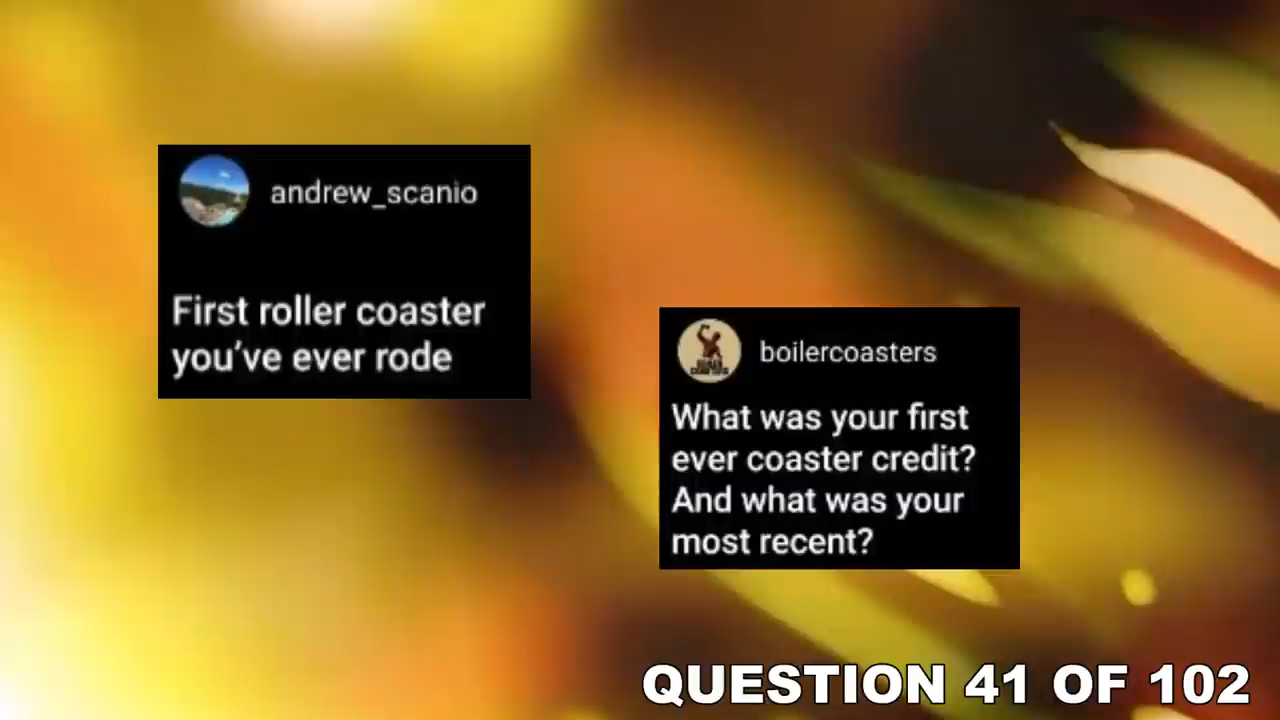 andrew_scanio
First roller coaster
you've ever rode
boilercoasters
What was your first
ever coaster credit?
And what was your
most recent?
QUESTION 41 OF 102